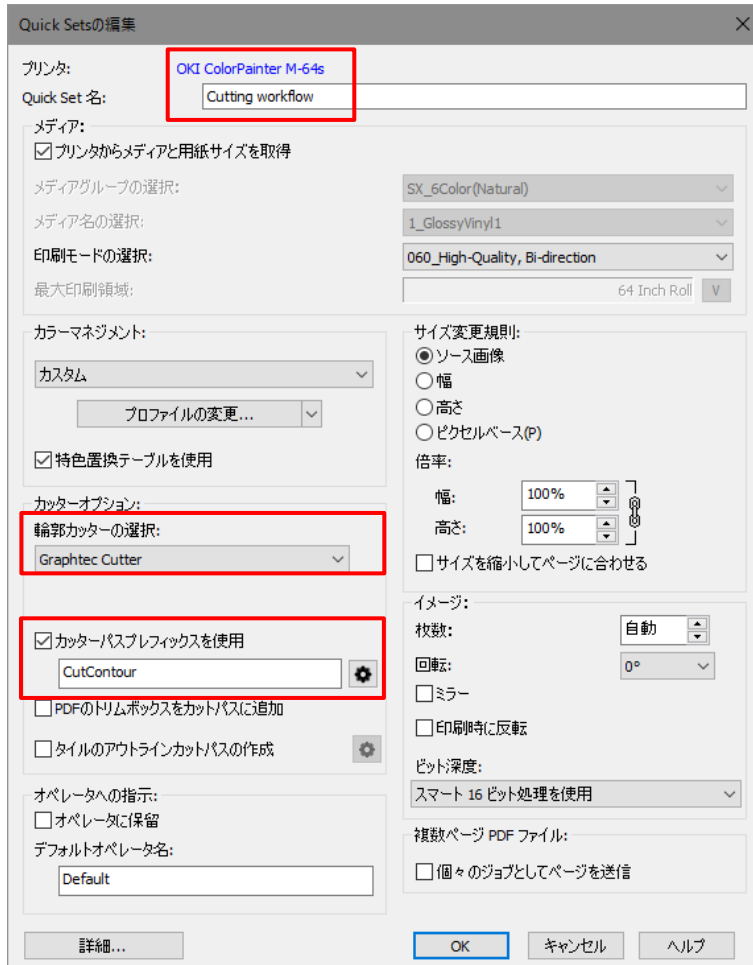 Quick Setsの編集
プリンタ: OKI ColorPainter M-64s
Quick Set 名: Cutting workflow
メディア:
プリンタからメディアと用紙サイズを取得
メディアグループの選択: SX_6Color(Natural)
メディア名の選択: 1_GlossyVinyl1
印刷モードの選択: 060_High-Quality, Bi-direction
最大印刷領域: 64 Inch Roll V
カラーマネジメント:
カスタム
プロファイルの変更...
特色置換テーブルを使用
カッターオプション:
輪郭カッターの選択:
Graphtec Cutter
カッターパスプレフィックスを使用
CutContour
PDFのトリムボックスをカットパスに追加
タイルのアウトラインカットパスの作成
オペレータへの指示:
オペレータに保留
デフォルトオペレータ名:
Default
サイズ変更規則:
ソース画像
幅
高さ
ピクセルベース(P)
倍率:
幅: 100%
高さ: 100%
サイズを縮小してページに合わせる
イメージ:
枚数: 自動
回転: 0°
ミラー
印刷時に反転
ビット深度:
スマート 16 ビット処理を使用
複数ページ PDF ファイル:
個々のジョブとしてページを送信
詳細... OK キャンセル ヘルプ